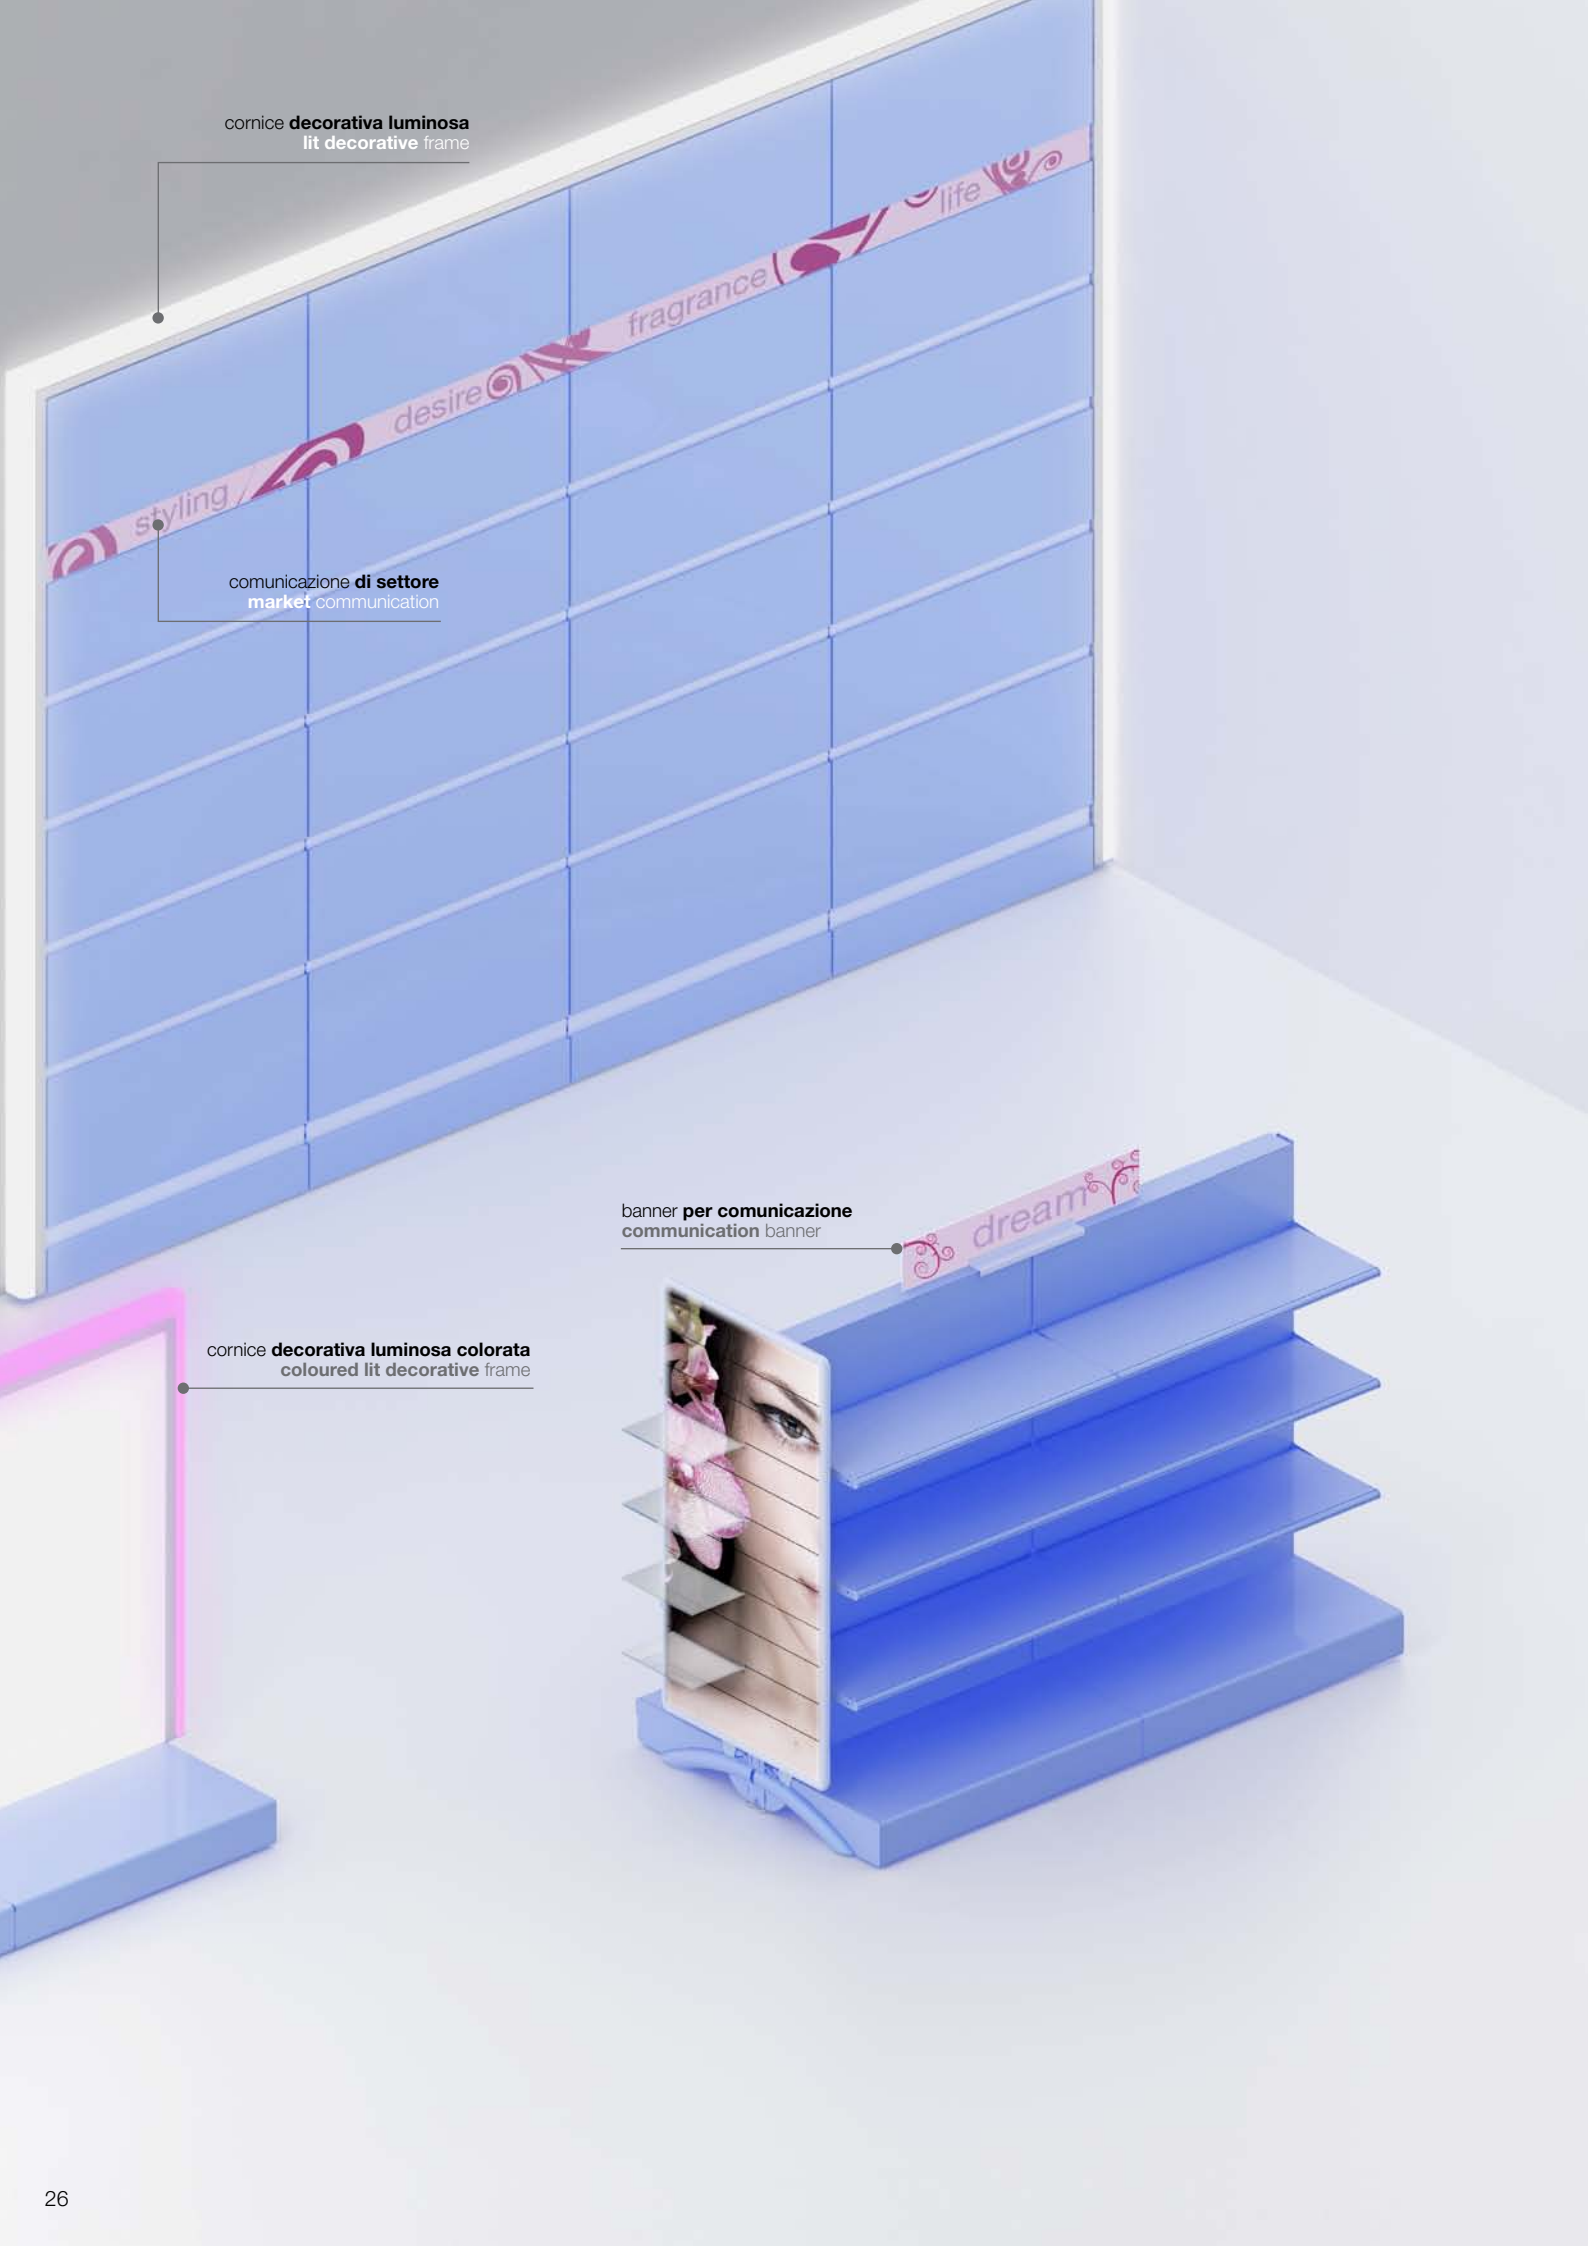 cornice decorativa luminosa
lit decorative frame
life
fragrance
desire
styling
comunicazione di settore
market communication
dream
banner per comunicazione
communication banner
cornice decorativa luminosa colorata
coloured lit decorative frame
26